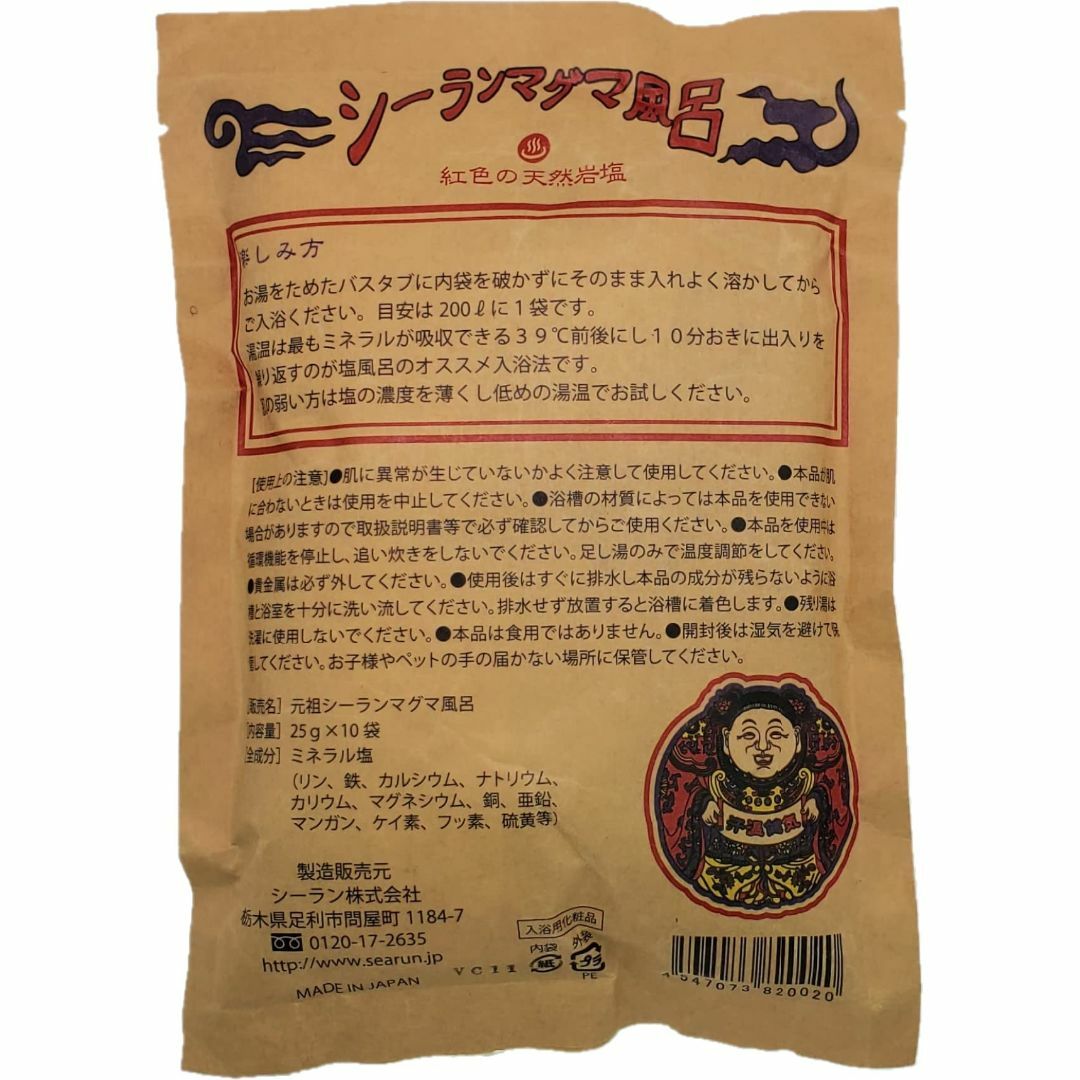 シーランマグマ風呂
紅色の天然岩塩
楽しみ方
お湯をためたバスタブに内袋を破かずにそのまま入れよく溶かしてから
ご入浴ください。目安は200ℓに1袋です。
湯温は最もミネラルが吸収できる39℃前後にし10分おきに出入りを
繰り返すのが塩風呂のオススメ入浴法です。
肌の弱い方は塩の濃度を薄くし低めの湯温でお試しください。
[使用上の注意]●肌に異常が生じていないかよく注意して使用してください。●本品が肌
に合わないときは使用を中止してください。●浴槽の材質によっては本品を使用できない
場合がありますので取扱説明書等で必ず確認してからご使用ください。●本品を使用中は
循環機能を停止し、追い炊きをしないでください。足し湯のみで温度調節をしてください。
●貴金属は必ず外してください。●使用後はすぐに排水し本品の成分が残らないように浴
槽と浴室を十分に洗い流してください。排水せず放置すると浴槽に着色します。●残り湯は
洗濯に使用しないでください。●本品は食用ではありません。●開封後は湿気を避けて保
管してください。お子様やペットの手の届かない場所に保管してください。
[販売名] 元祖シーランマグマ風呂
[内容量] 25g×10袋
[全成分] ミネラル塩
(リン、鉄、カルシウム、ナトリウム、
カリウム、マグネシウム、銅、亜鉛、
マンガン、ケイ素、フッ素、硫黄等)
製造販売元
シーラン株式会社
栃木県足利市問屋町1184-7
0120-17-2635
http://www.searun.jp
MADE IN JAPAN
VC11
入浴用化粧品
内袋
紙
外袋
プラ
PE
4547073 820020